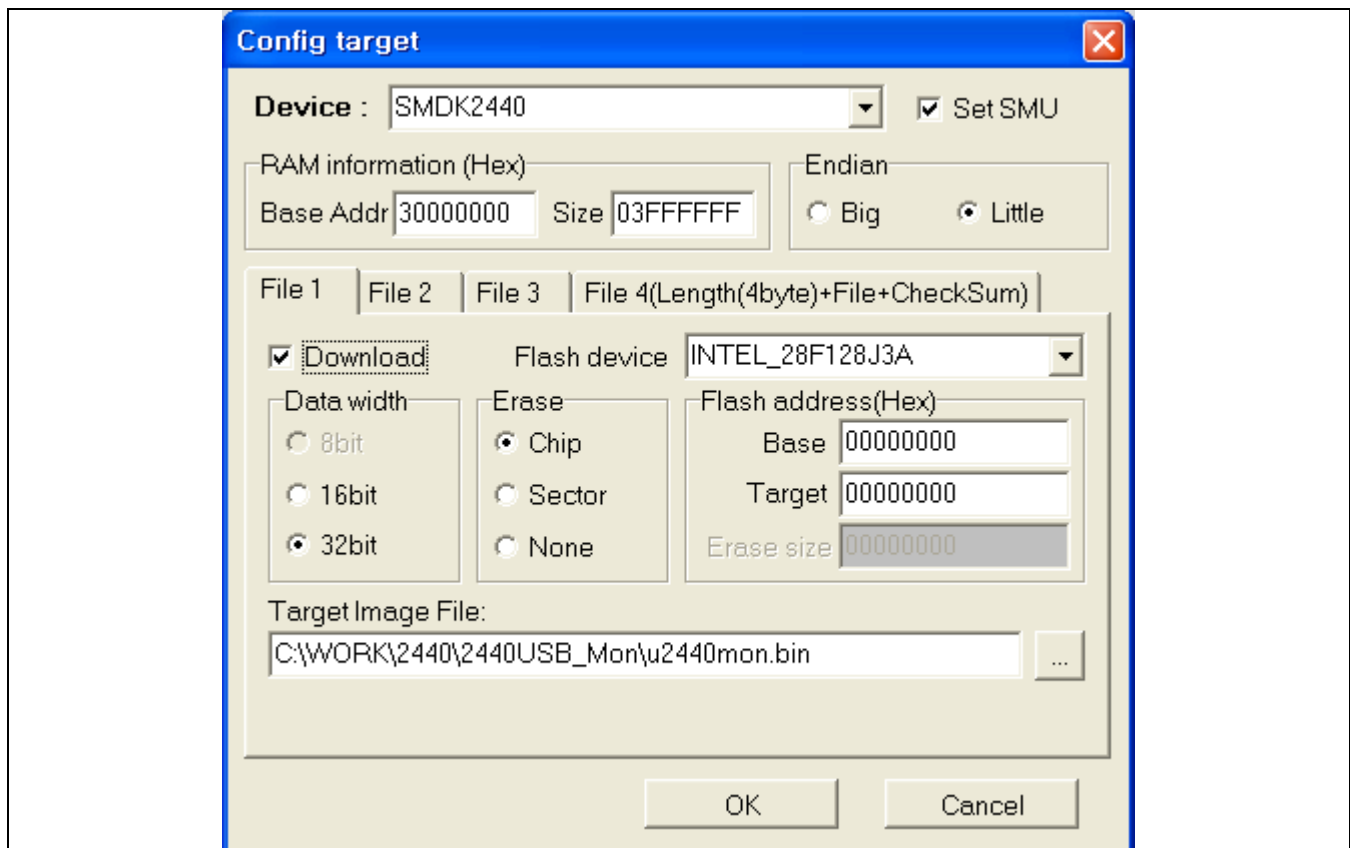 Config target
Device : SMDK2440 Set SMU
RAM information (Hex) Endian
Base Addr 30000000 Size 03FFFFFF Big Little
File 1 File 2 File 3 File 4(Length(4byte)+File+CheckSum)
Download Flash device INTEL_28F128J3A
Data width Erase Flash address(Hex)
8bit Chip Base 00000000
16bit Sector Target 00000000
32bit None Erase size 00000000
Target Image File:
C:\WORK\2440\2440USB_Mon\u2440mon.bin ...
OK Cancel